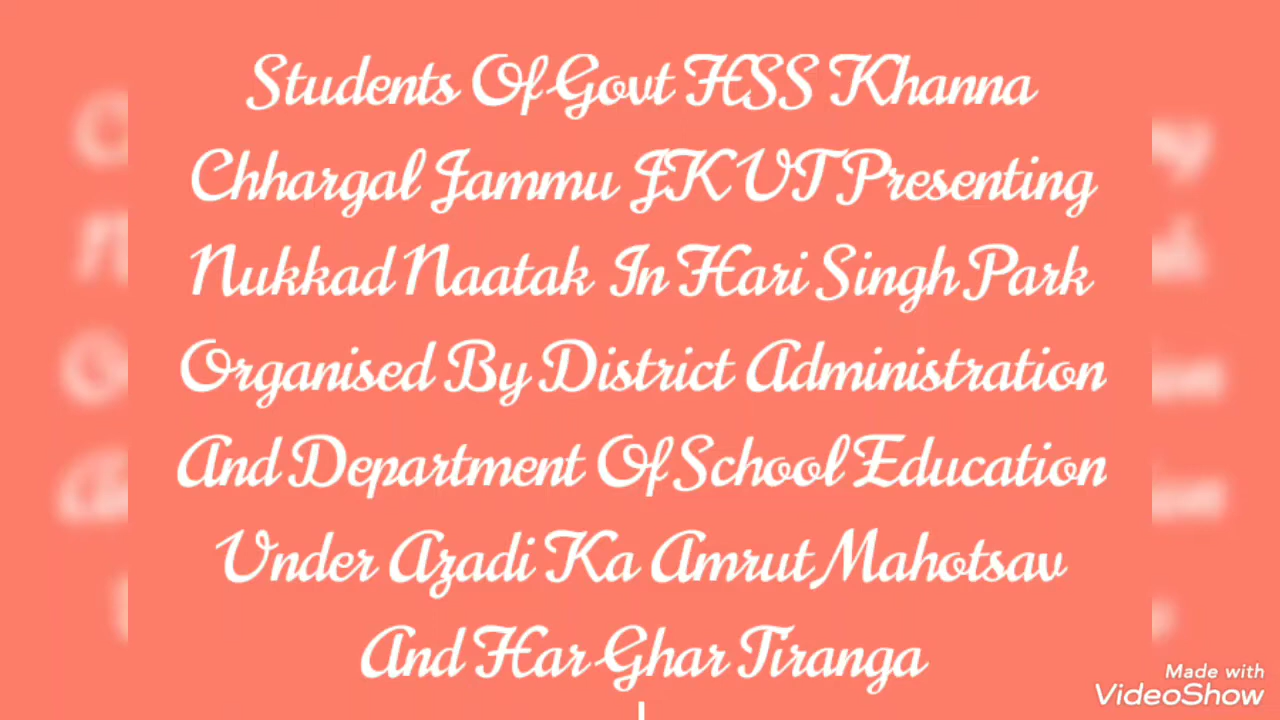 Students Of Govt HSS Khanna
Chhargal Jammu JK UT Presenting
Nukkad Naatak In Hari Singh Park
Organised By District Administration
And Department Of School Education
Under Azadi Ka Amrut Mahotsav
And Har Ghar Tiranga
Made with
VideoShow